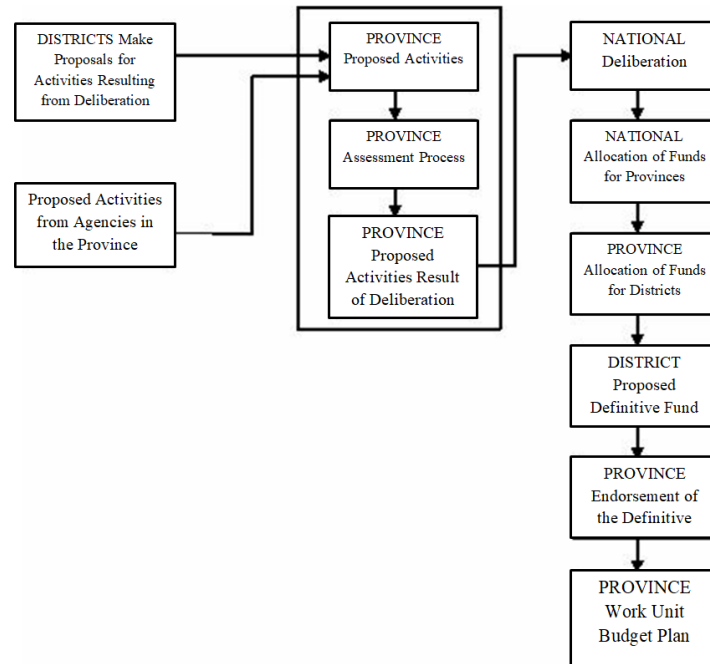 DISTRICTS Make
Proposals for
Activities Resulting
from Deliberation
Proposed Activities
from Agencies in
the Province
PROVINCE
Proposed Activities
PROVINCE
Assessment Process
PROVINCE
Proposed
Activities Result
of Deliberation
NATIONAL
Deliberation
NATIONAL
Allocation of Funds
for Provinces
PROVINCE
Allocation of Funds
for Districts
DISTRICT
Proposed
Definitive Fund
PROVINCE
Endorsement of
the Definitive
PROVINCE
Work Unit
Budget Plan